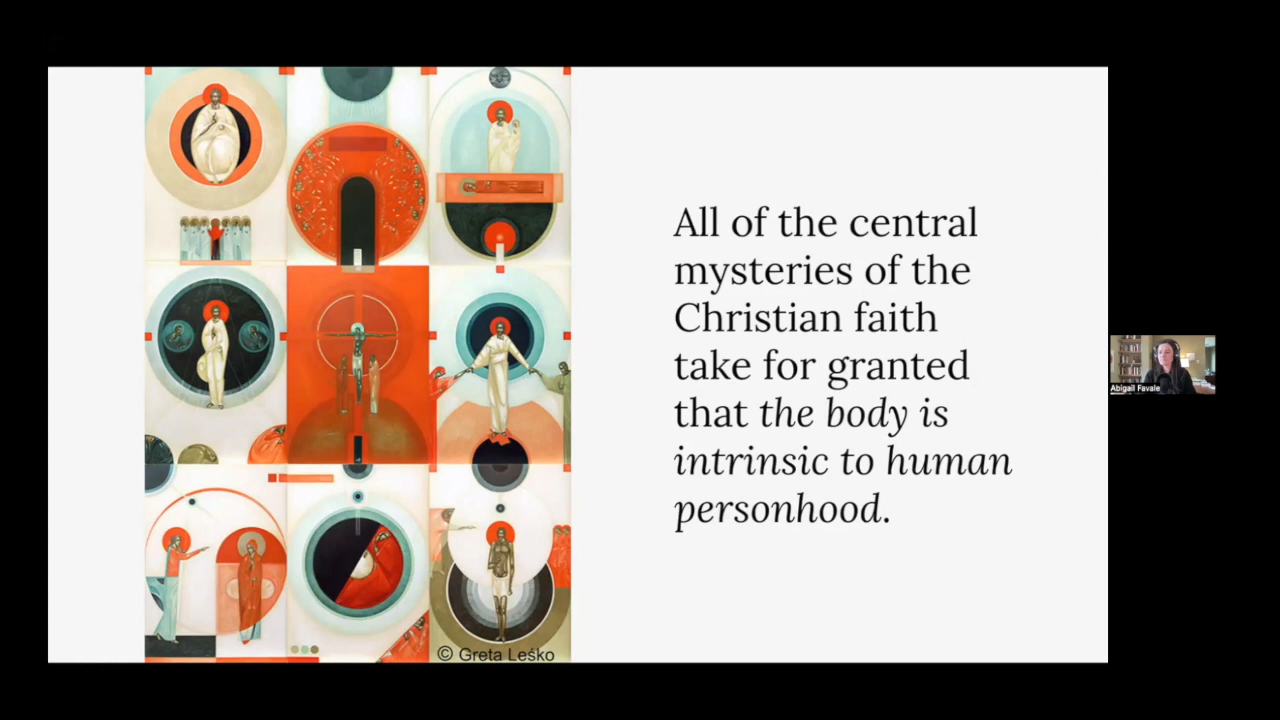 All of the central
mysteries of the
Christian faith
take for granted
that the body is
intrinsic to human
personhood.
© Greta Leśko
Abigail Favale